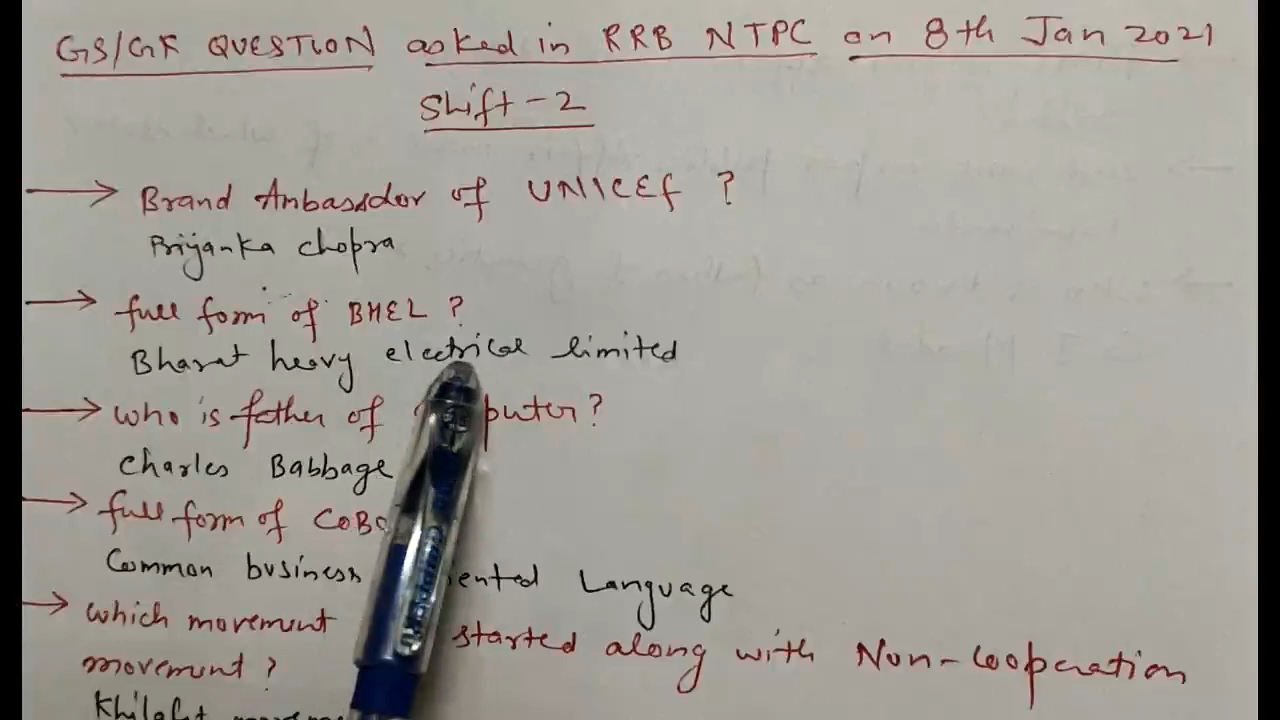 GS/GK QUESTION asked in RRB NTPC on 8th Jan 2021
Shift-2
→ Brand Ambassador of UNICEF ?
Priyanka chopra
→ full form of BHEL ?
Bharat heavy electrical limited
→ who is father of puter?
Charles Babbage
→ full form of COBO
Common business ented Language
→ which movement started along with Non-Cooperation
movement ?
Khilafat